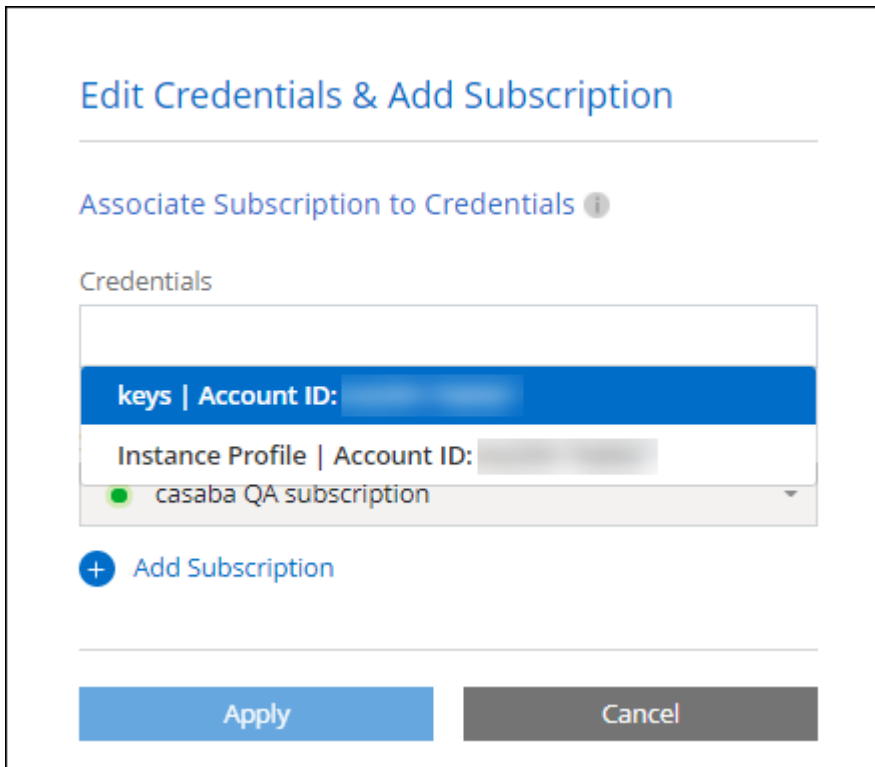 Edit Credentials & Add Subscription
Associate Subscription to Credentials
Credentials
keys | Account ID:
Instance Profile | Account ID:
casaba QA subscription
Add Subscription
Apply
Cancel